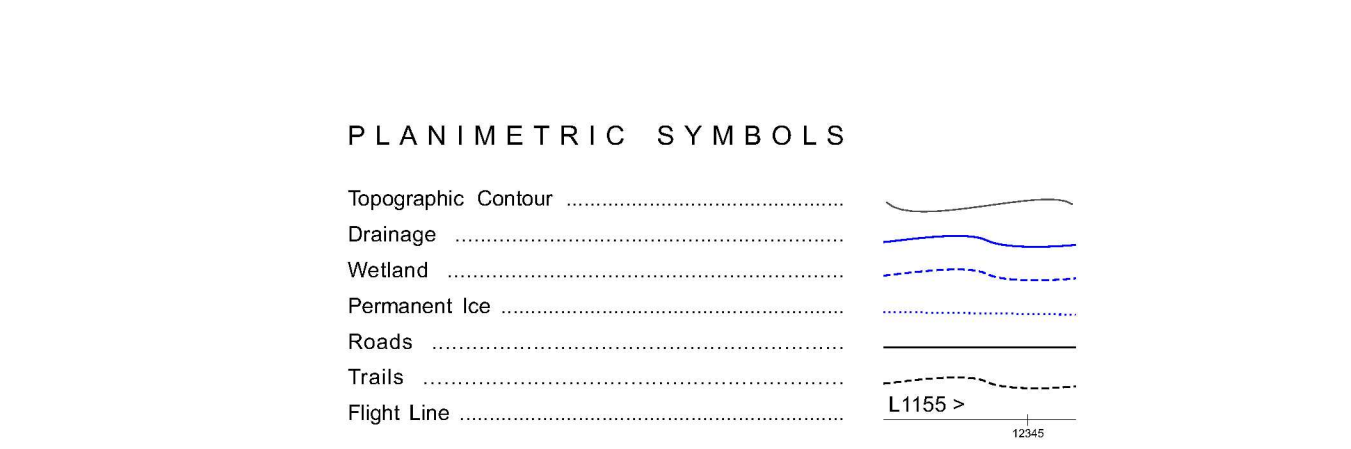 PLANIMETRIC SYMBOLS
Topographic Contour ...............................................
Drainage ................................................................
Wetland .................................................................
Permanent Ice .........................................................
Roads ...................................................................
Trails .....................................................................
Flight Line ................................................................
L1155 >
12345